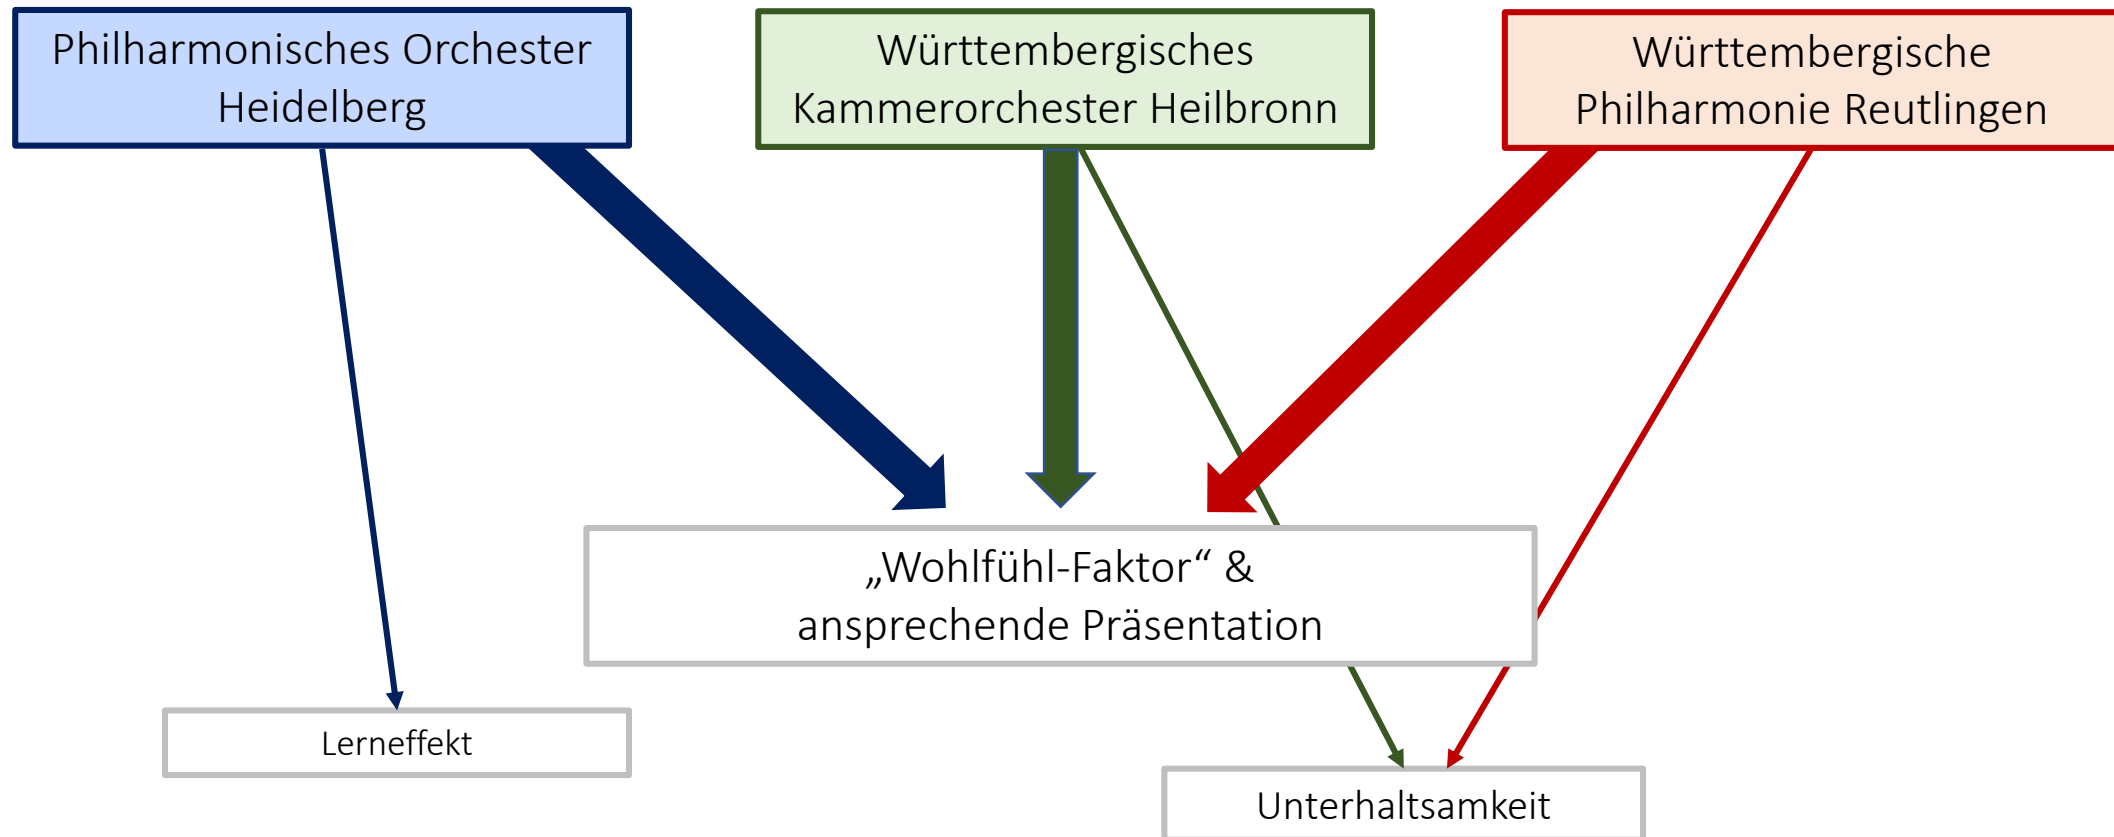 Philharmonisches Orchester
Heidelberg
Württembergisches
Kammerorchester Heilbronn
Württembergische
Philharmonie Reutlingen
„Wohlfühl-Faktor“ &
ansprechende Präsentation
Lerneffekt
Unterhaltsamkeit